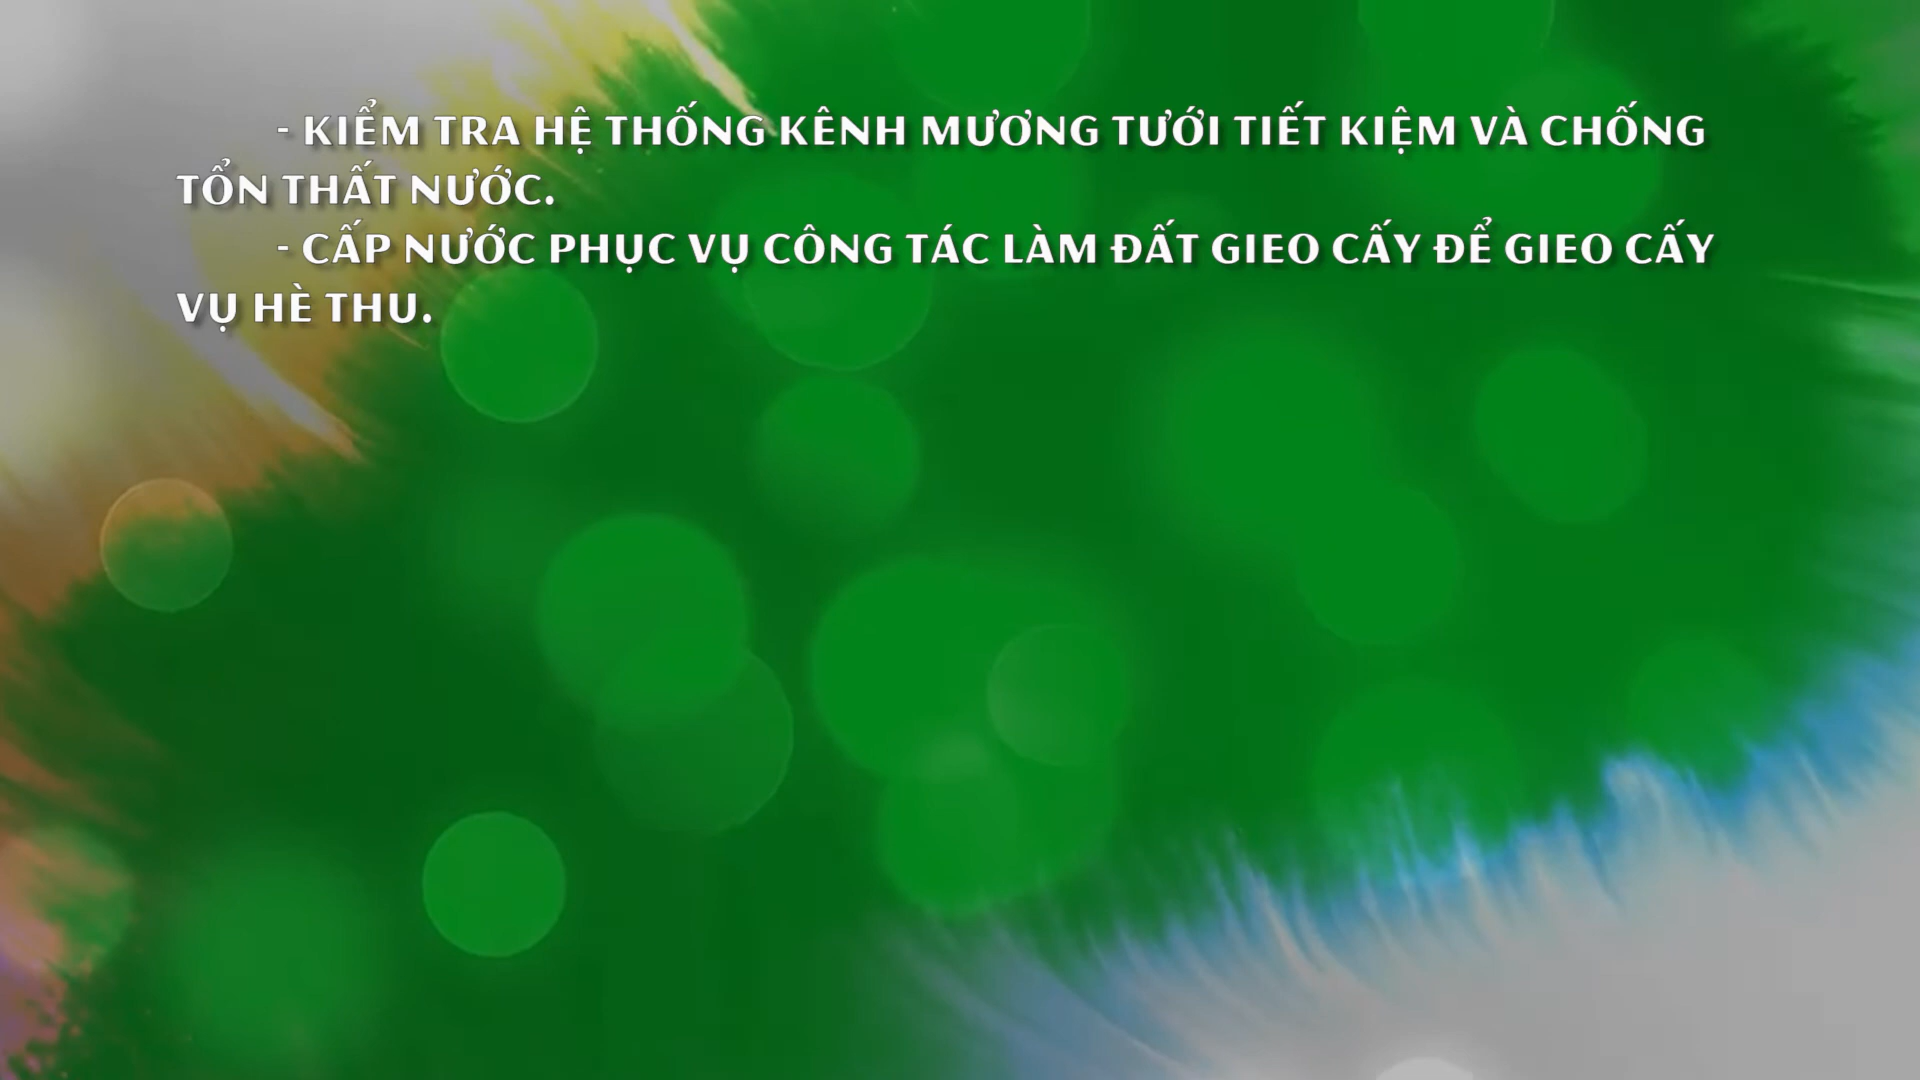 - KIỂM TRA HỆ THỐNG KÊNH MƯƠNG TƯỚI TIẾT KIỆM VÀ CHỐNG
TỔN THẤT NƯỚC.
- CẤP NƯỚC PHỤC VỤ CÔNG TÁC LÀM ĐẤT GIEO CẤY ĐỂ GIEO CẤY
VỤ HÈ THU.